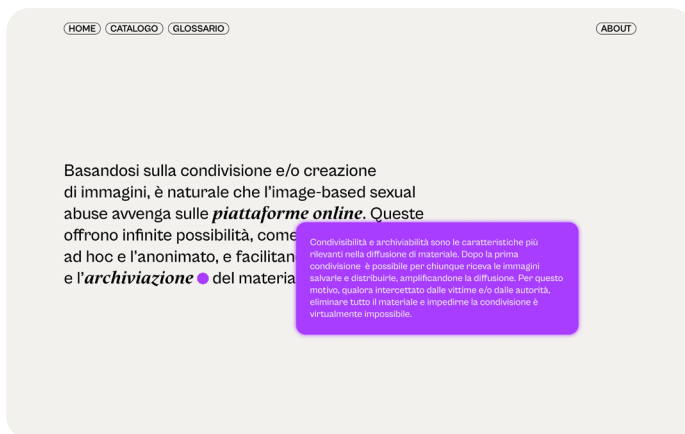 HOME CATALOGO GLOSSARIO ABOUT
Basandosi sulla condivisione e/o creazione
di immagini, è naturale che l'image-based sexual
abuse avvenga sulle piattaforme online. Queste
offrono infinite possibilità, come
ad hoc e l'anonimato, e facilitan
e l'archiviazione del materia
Condivisibilità e archiviabilità sono le caratteristiche più
rilevanti nella diffusione di materiale. Dopo la prima
condivisione è possibile per chiunque riceva le immagini
salvarle e distribuirle, amplificandone la diffusione. Per questo
motivo, qualora intercettato dalle vittime e/o dalle autorità,
eliminare tutto il materiale e impedirne la condivisione è
virtualmente impossibile.